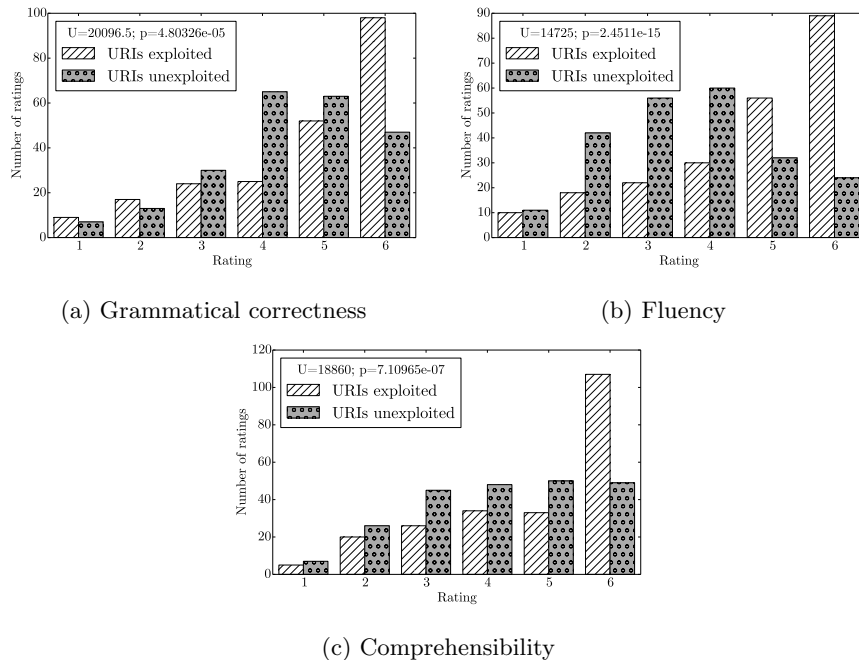 U=20096.5; p=4.80326e-05
URIs exploited
URIs unexploited
100
80
60
40
20
0
Number of ratings
1 2 3 4 5 6
Rating
(a) Grammatical correctness
U=14725; p=2.4511e-15
URIs exploited
URIs unexploited
90
80
70
60
50
40
30
20
10
0
Number of ratings
1 2 3 4 5 6
Rating
(b) Fluency
U=18860; p=7.10965e-07
URIs exploited
URIs unexploited
120
100
80
60
40
20
0
Number of ratings
1 2 3 4 5 6
Rating
(c) Comprehensibility